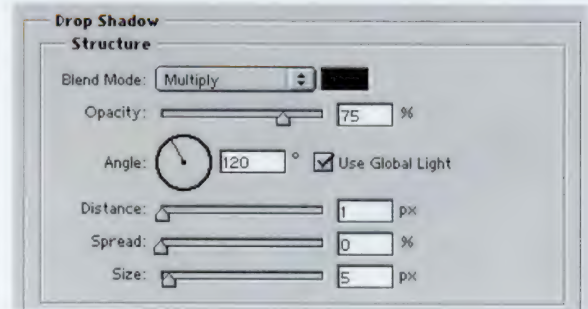 Drop Shadow
Structure
Blend Mode: Multiply
Opacity: 75 %
Angle: 120 ° Use Global Light
Distance: 1 px
Spread: 0 %
Size: 5 px